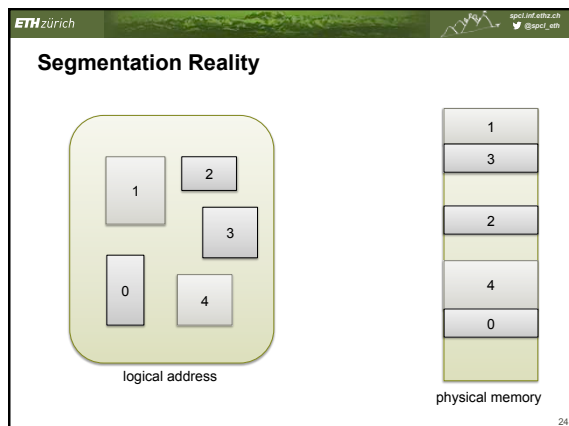 ETH zürich
spcl.inf.ethz.ch
@spcl_eth
Segmentation Reality
1
2
3
0
4
logical address
1
3
2
4
0
physical memory
24